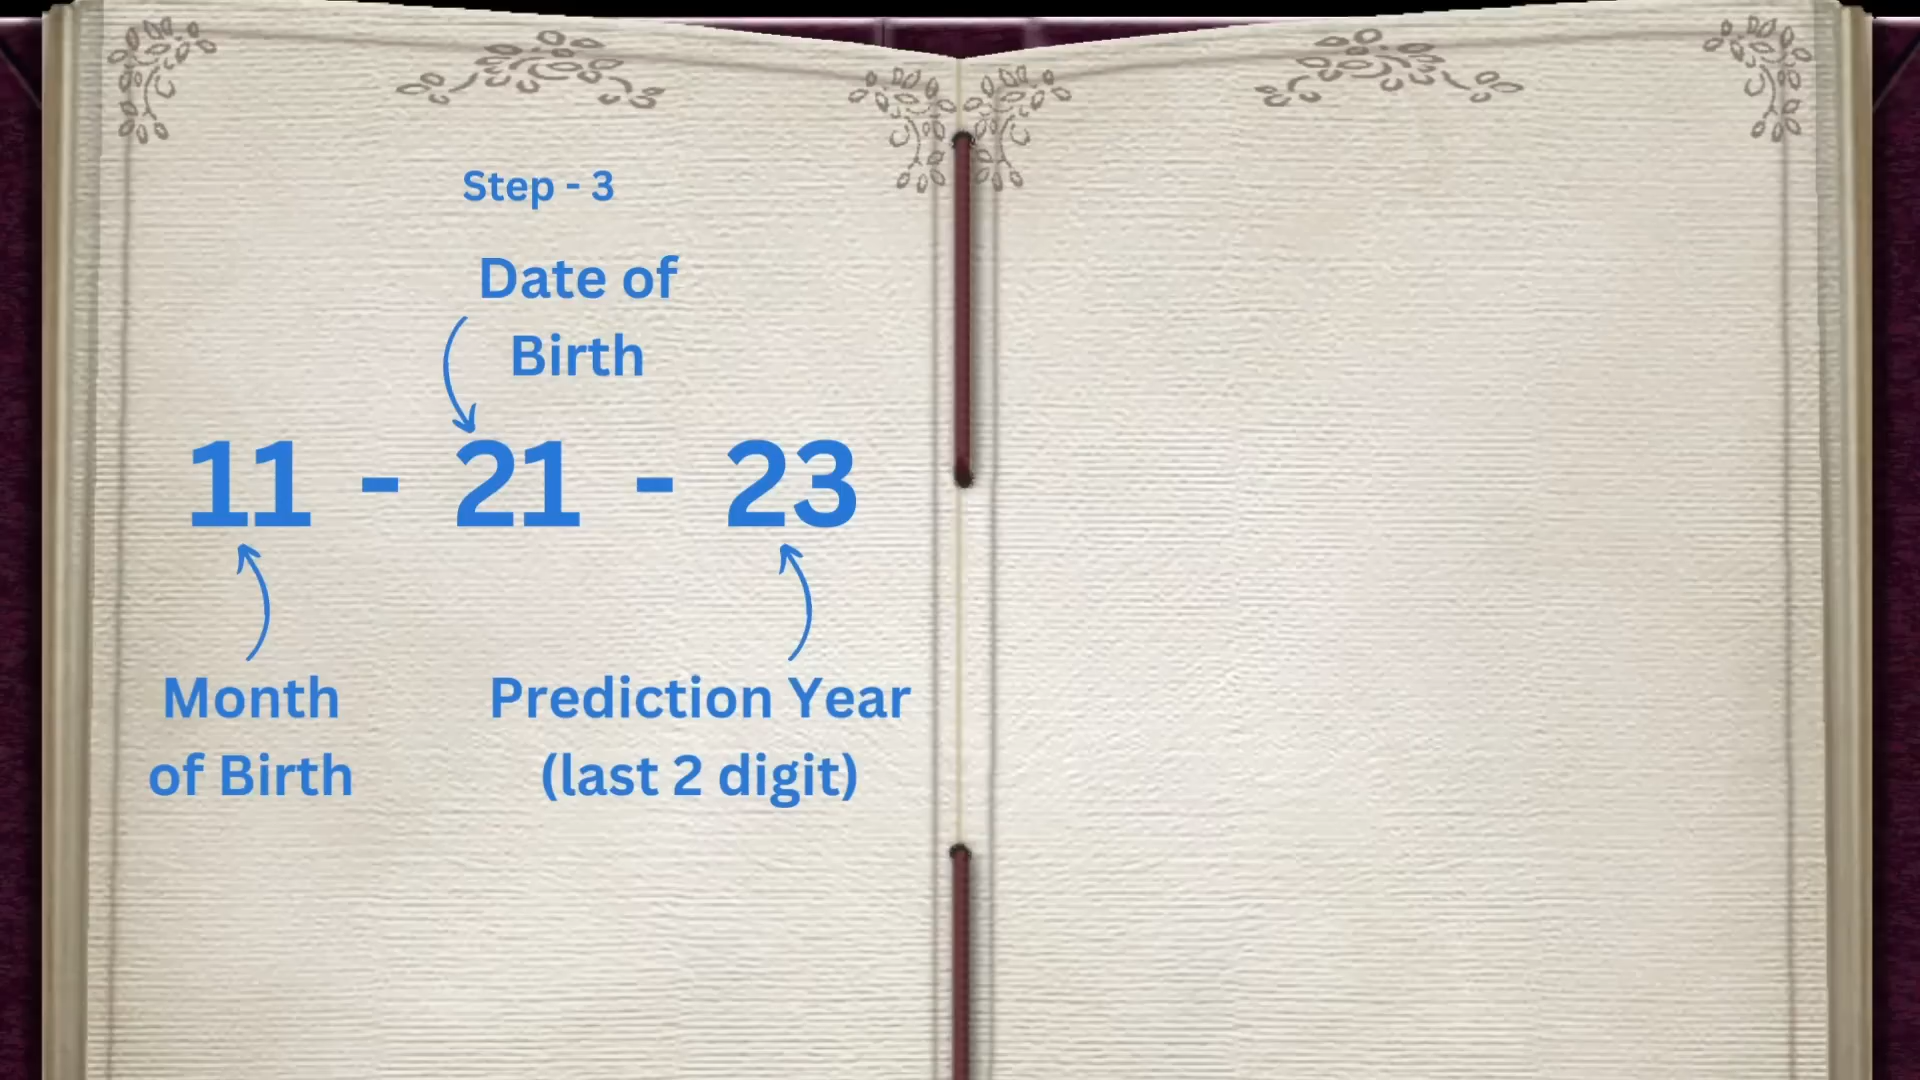 Step - 3
Date of
Birth
11 - 21 - 23
Month
of Birth
Prediction Year
(last 2 digit)